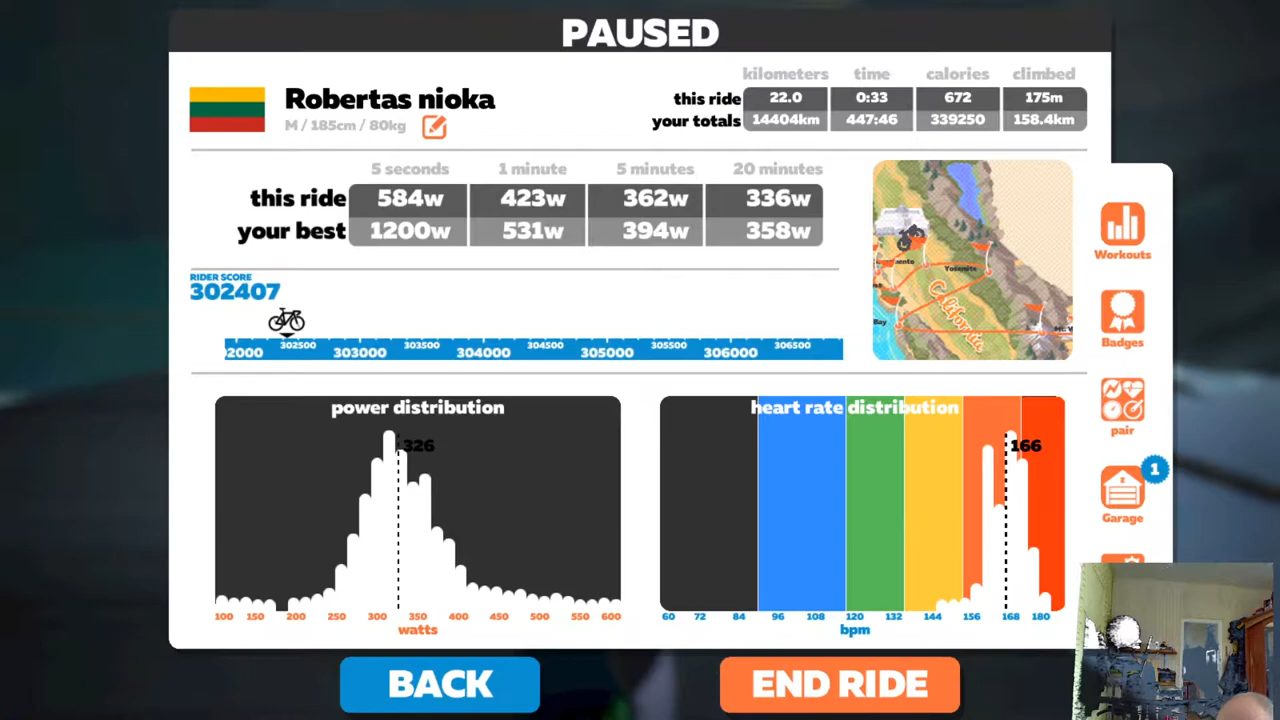 PAUSED
kilometers time calories climbed
Robertas nioka
this ride 22.0 0:33 672 175m
M / 185cm / 80kg
your totals 14404km 447:46 339250 158.4km
5 seconds 1 minute 5 minutes 20 minutes
this ride 584w 423w 362w 336w
your best 1200w 531w 394w 358w
Workouts
Yosemite
California
Bay
RIDER SCORE
302407
302500 303500 304500 305500 306500
02000 303000 304000 305000 306000
Badges
pair
1
Garage
power distribution
326
100 150 200 250 300 350 400 450 500 550 600
watts
heart rate distribution
166
60 72 84 96 108 120 132 144 156 168 180
bpm
BACK
END RIDE